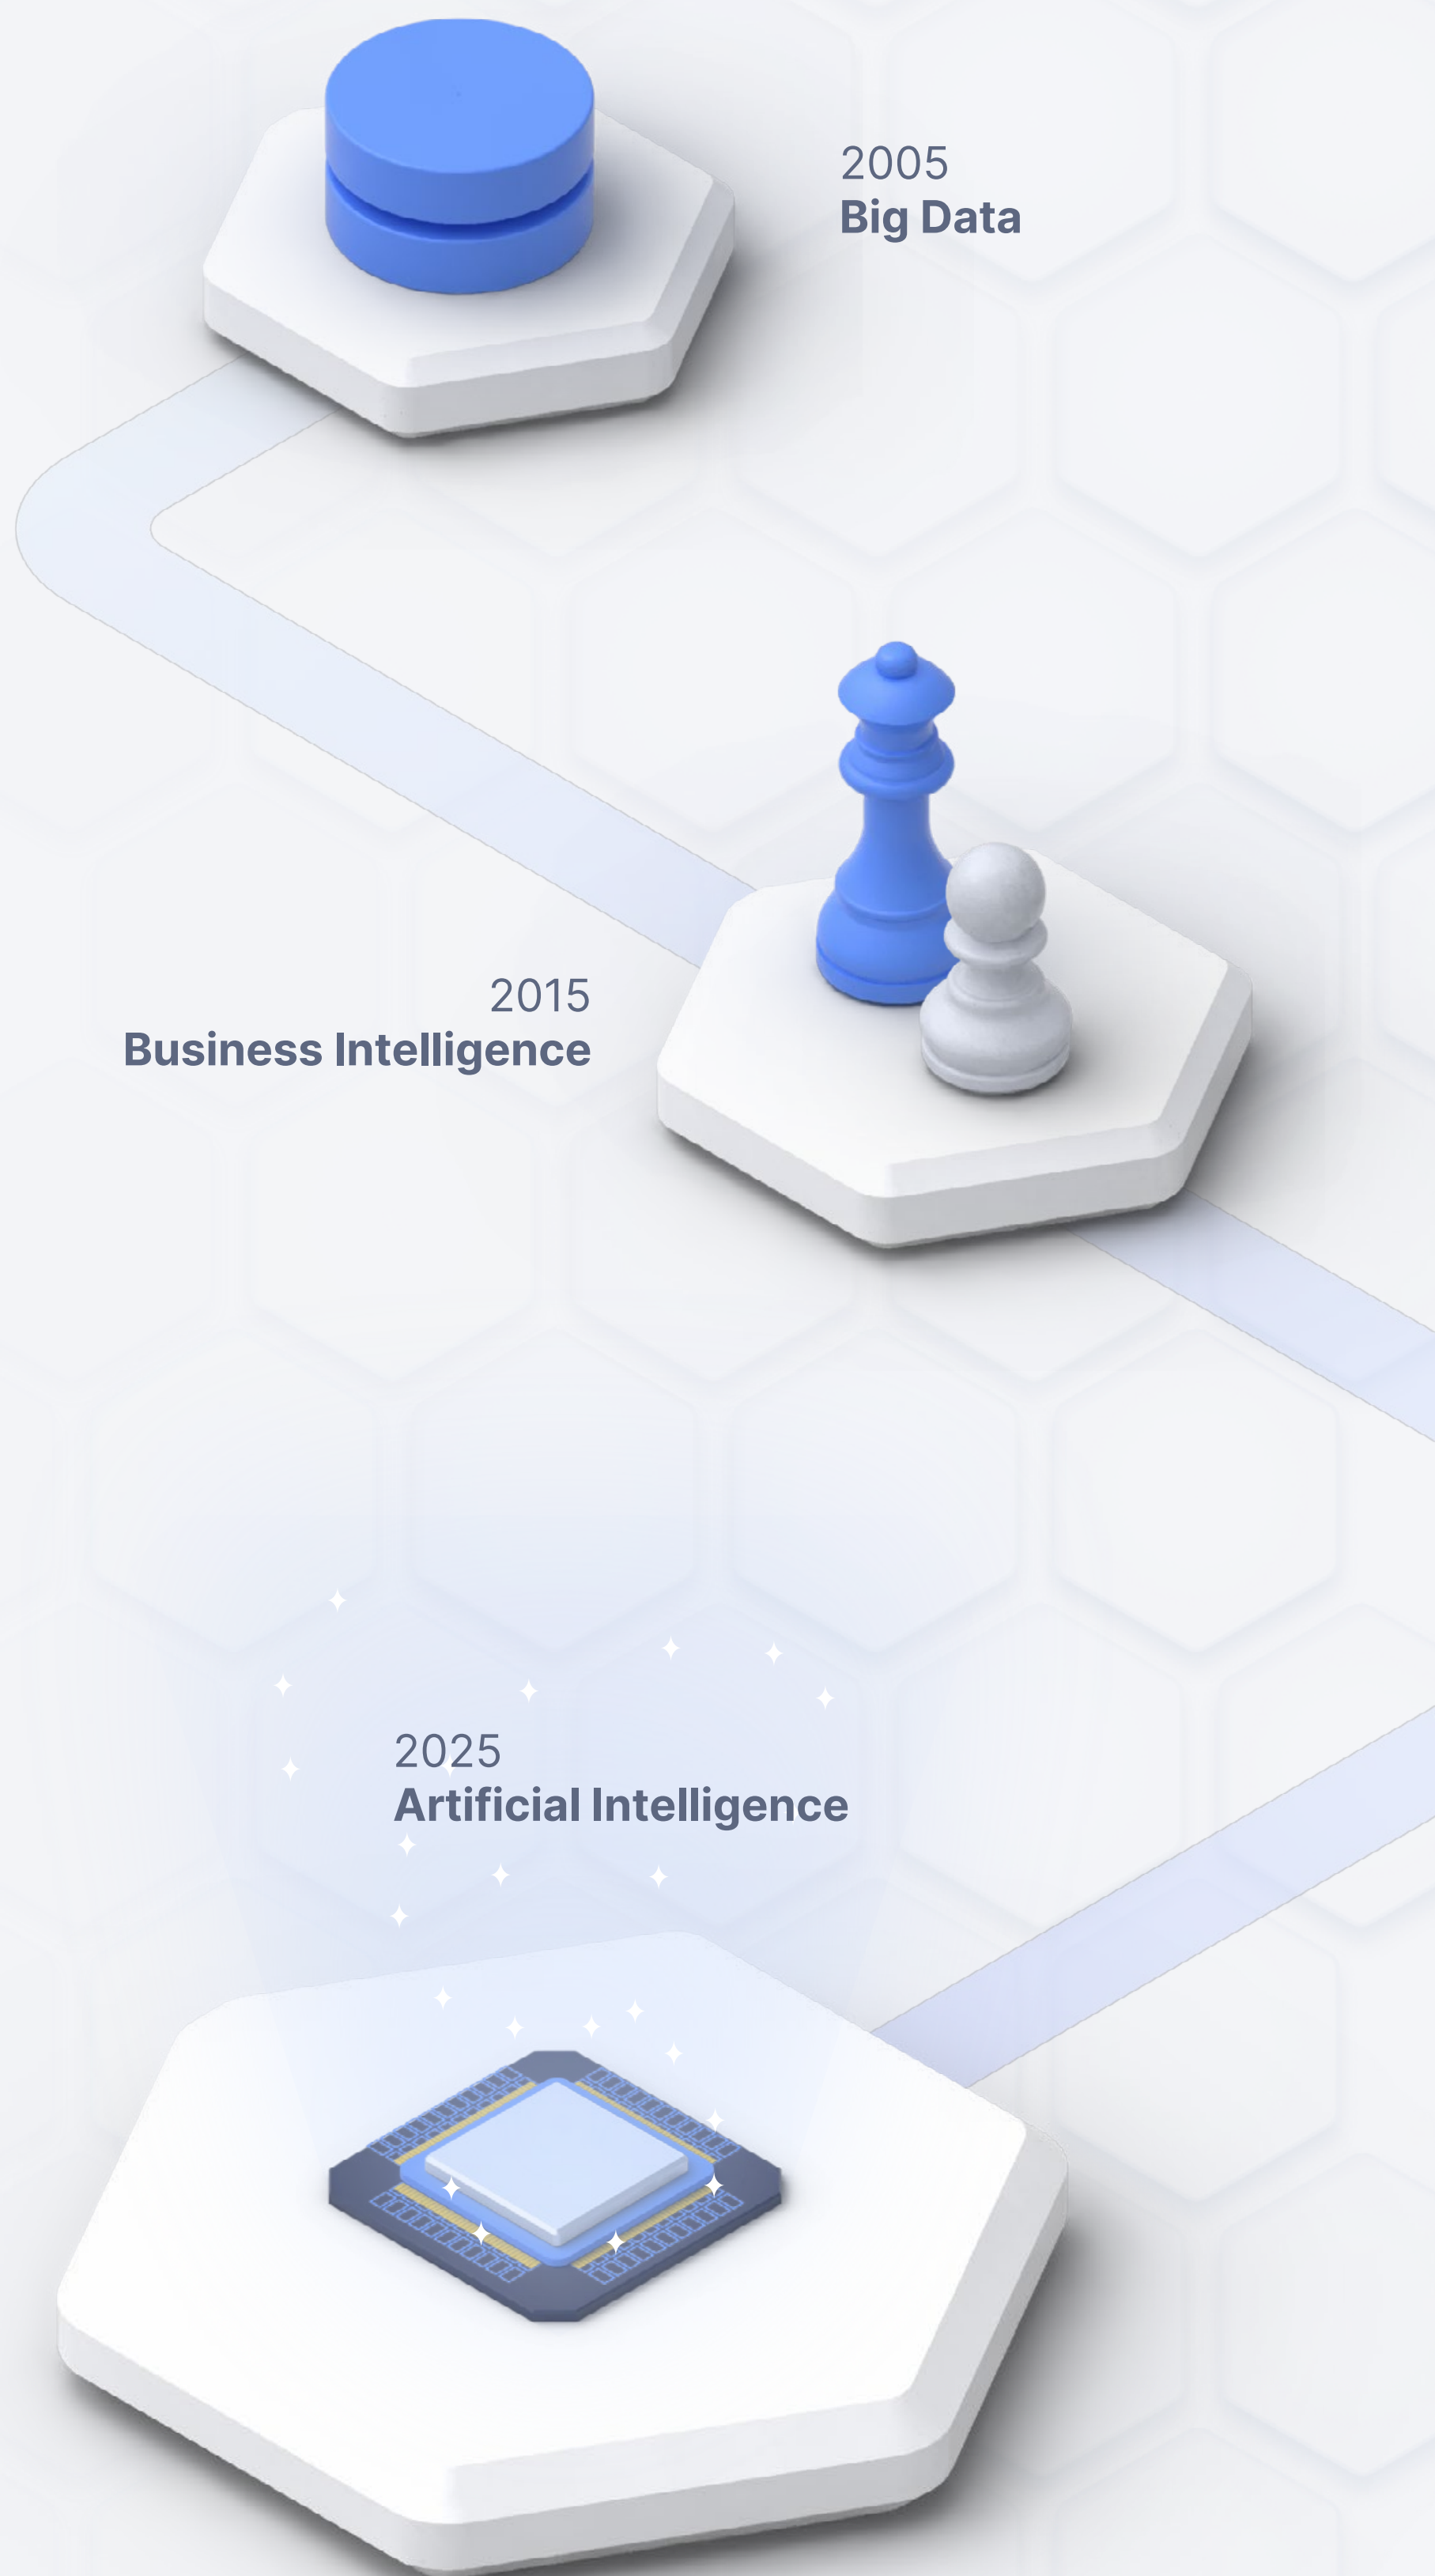 2005
Big Data
2015
Business Intelligence
2025
Artificial Intelligence